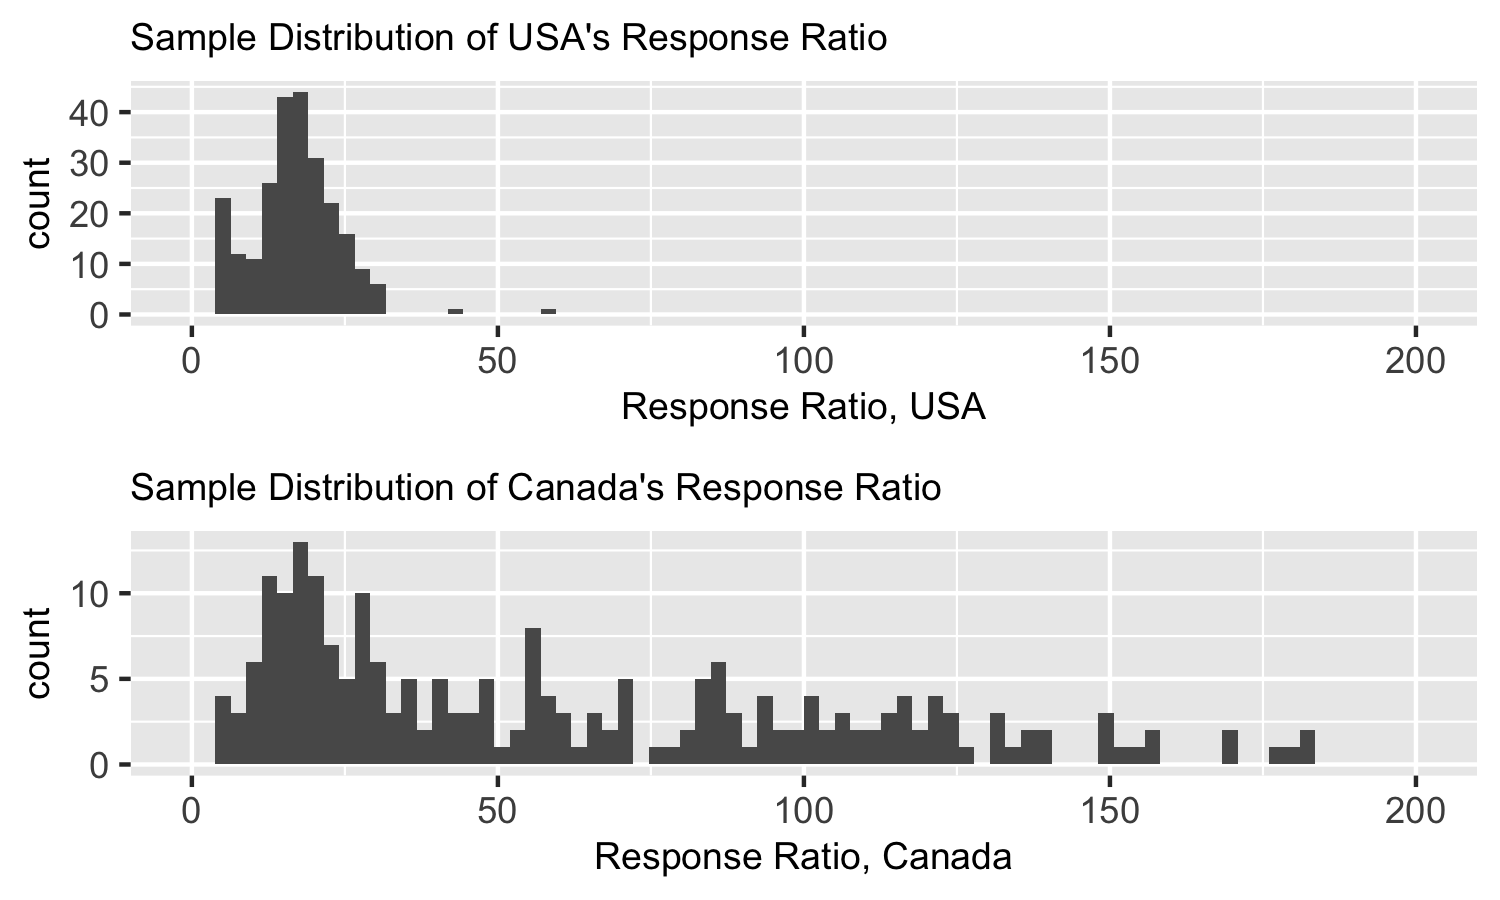 Sample Distribution of USA's Response Ratio
40
30
20
10
0
count
0 50 100 150 200
Response Ratio, USA
Sample Distribution of Canada's Response Ratio
10
5
0
count
0 50 100 150 200
Response Ratio, Canada